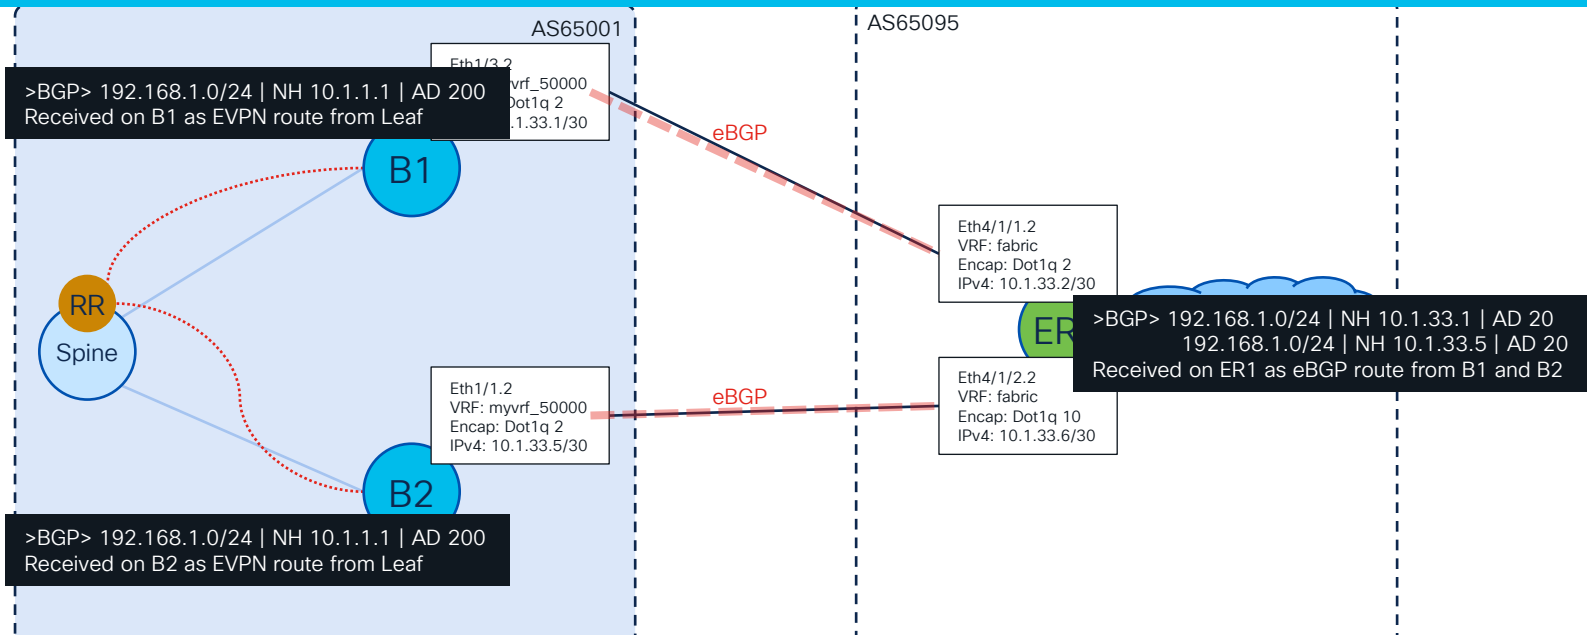 AS65001
AS65095
Eth1/3.2
vrf_50000
Dot1q 2
.1.33.1/30
>BGP> 192.168.1.0/24 | NH 10.1.1.1 | AD 200
Received on B1 as EVPN route from Leaf
B1
eBGP
RR
Spine
Eth4/1/1.2
VRF: fabric
Encap: Dot1q 2
IPv4: 10.1.33.2/30
ER
>BGP> 192.168.1.0/24 | NH 10.1.33.1 | AD 20
192.168.1.0/24 | NH 10.1.33.5 | AD 20
Received on ER1 as eBGP route from B1 and B2
Eth1/1.2
VRF: myvrf_50000
Encap: Dot1q 2
IPv4: 10.1.33.5/30
eBGP
Eth4/1/2.2
VRF: fabric
Encap: Dot1q 10
IPv4: 10.1.33.6/30
B2
>BGP> 192.168.1.0/24 | NH 10.1.1.1 | AD 200
Received on B2 as EVPN route from Leaf